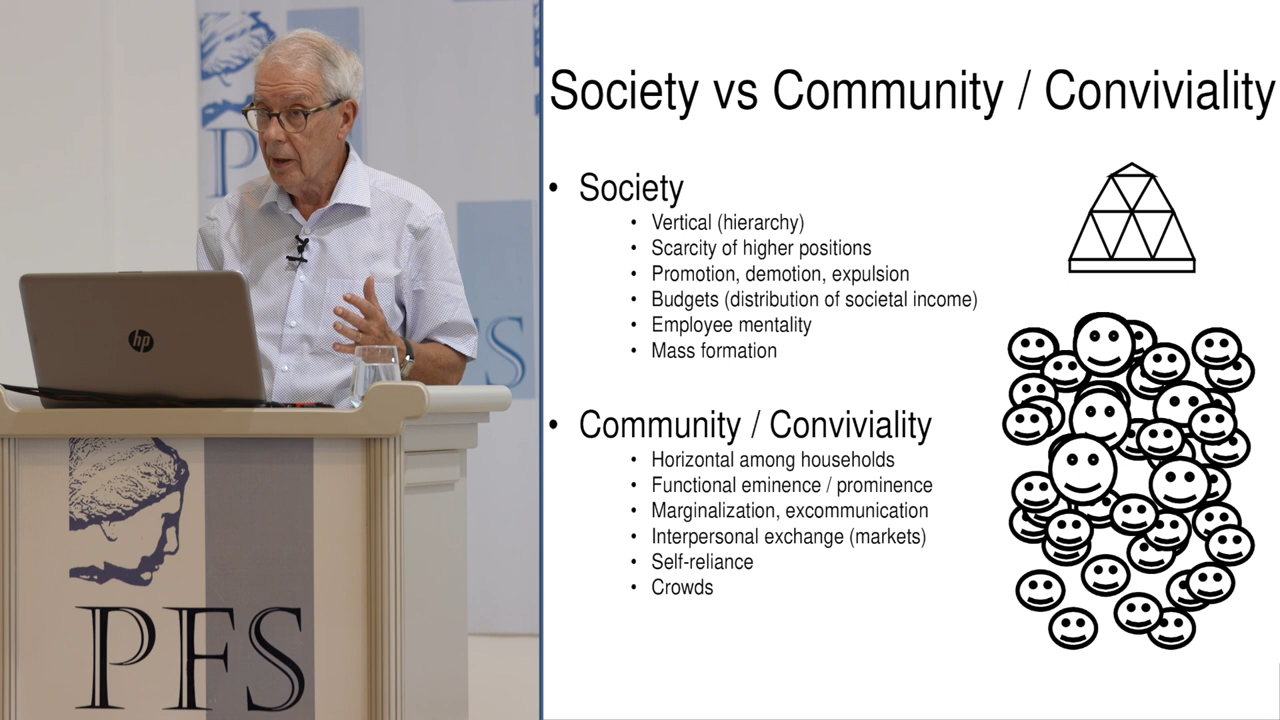 PFS
PFS
hp
Society vs Community / Conviviality
• Society
• Vertical (hierarchy)
• Scarcity of higher positions
• Promotion, demotion, expulsion
• Budgets (distribution of societal income)
• Employee mentality
• Mass formation
• Community / Conviviality
• Horizontal among households
• Functional eminence / prominence
• Marginalization, excommunication
• Interpersonal exchange (markets)
• Self-reliance
• Crowds